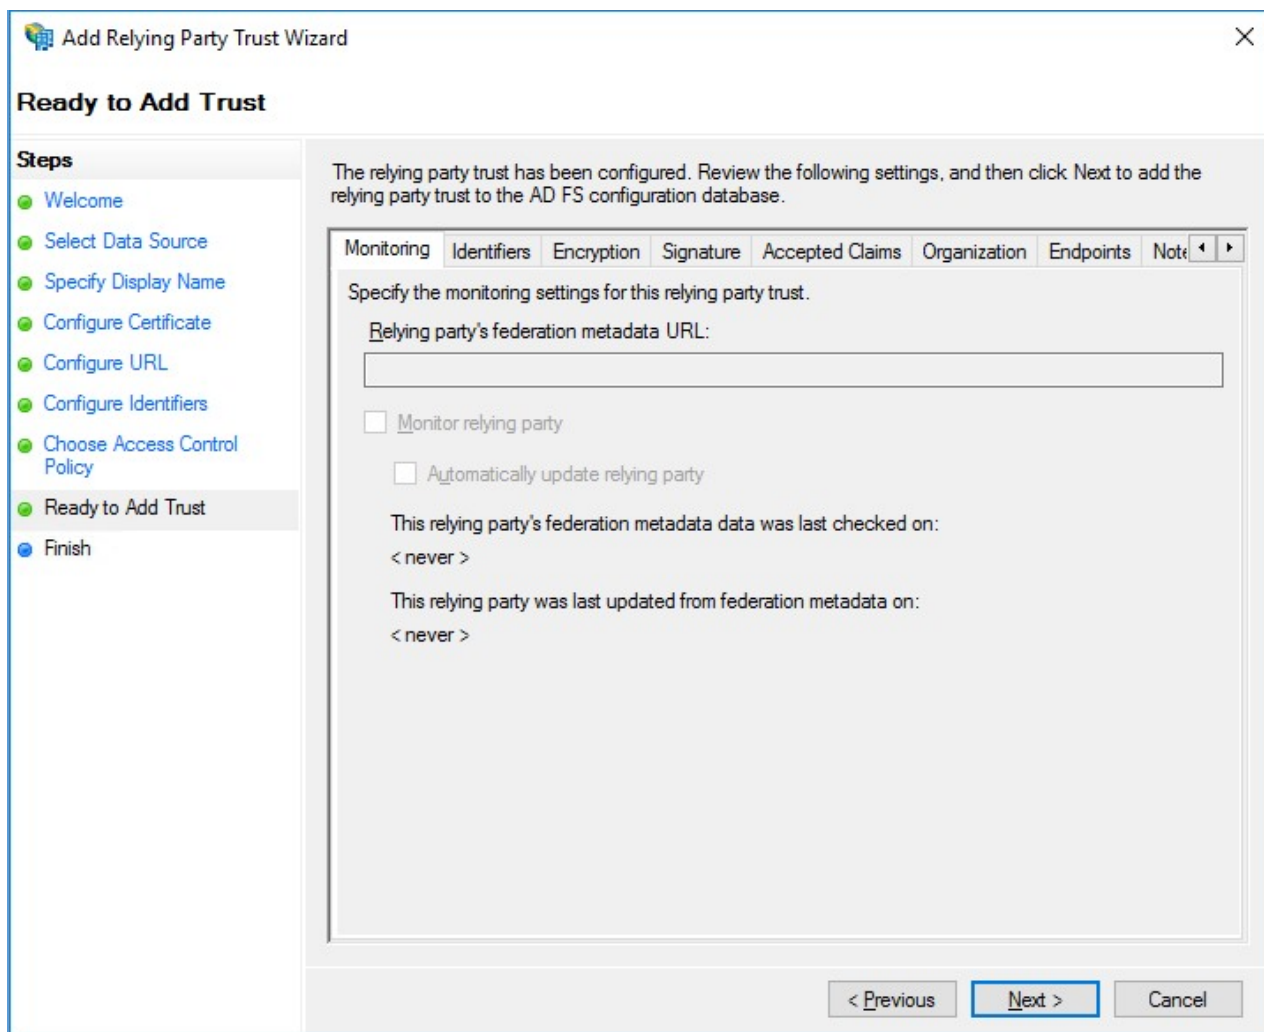 Add Relying Party Trust Wizard
Ready to Add Trust
Steps
Welcome
Select Data Source
Specify Display Name
Configure Certificate
Configure URL
Configure Identifiers
Choose Access Control
Policy
Ready to Add Trust
Finish
The relying party trust has been configured. Review the following settings, and then click Next to add the
relying party trust to the AD FS configuration database.
Monitoring Identifiers Encryption Signature Accepted Claims Organization Endpoints Note
Specify the monitoring settings for this relying party trust.
Relying party's federation metadata URL:
Monitor relying party
Automatically update relying party
This relying party's federation metadata data was last checked on:
< never >
This relying party was last updated from federation metadata on:
< never >
< Previous Next > Cancel